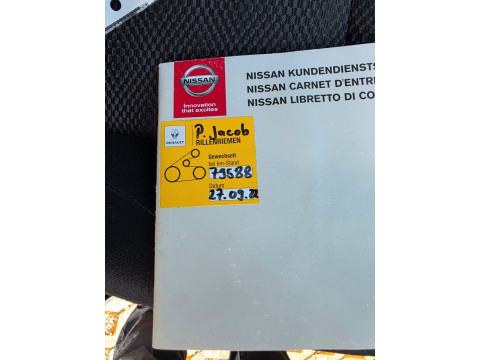 NISSAN
Innovation
that excites
NISSAN KUNDENDIENSTS
NISSAN CARNET D'ENTRE
NISSAN LIBRETTO DI CO
RENAULT
P. Jacob
RILLENRIEMEN
Gewechselt
bei km-Stand
79588
Datum
27.09.22